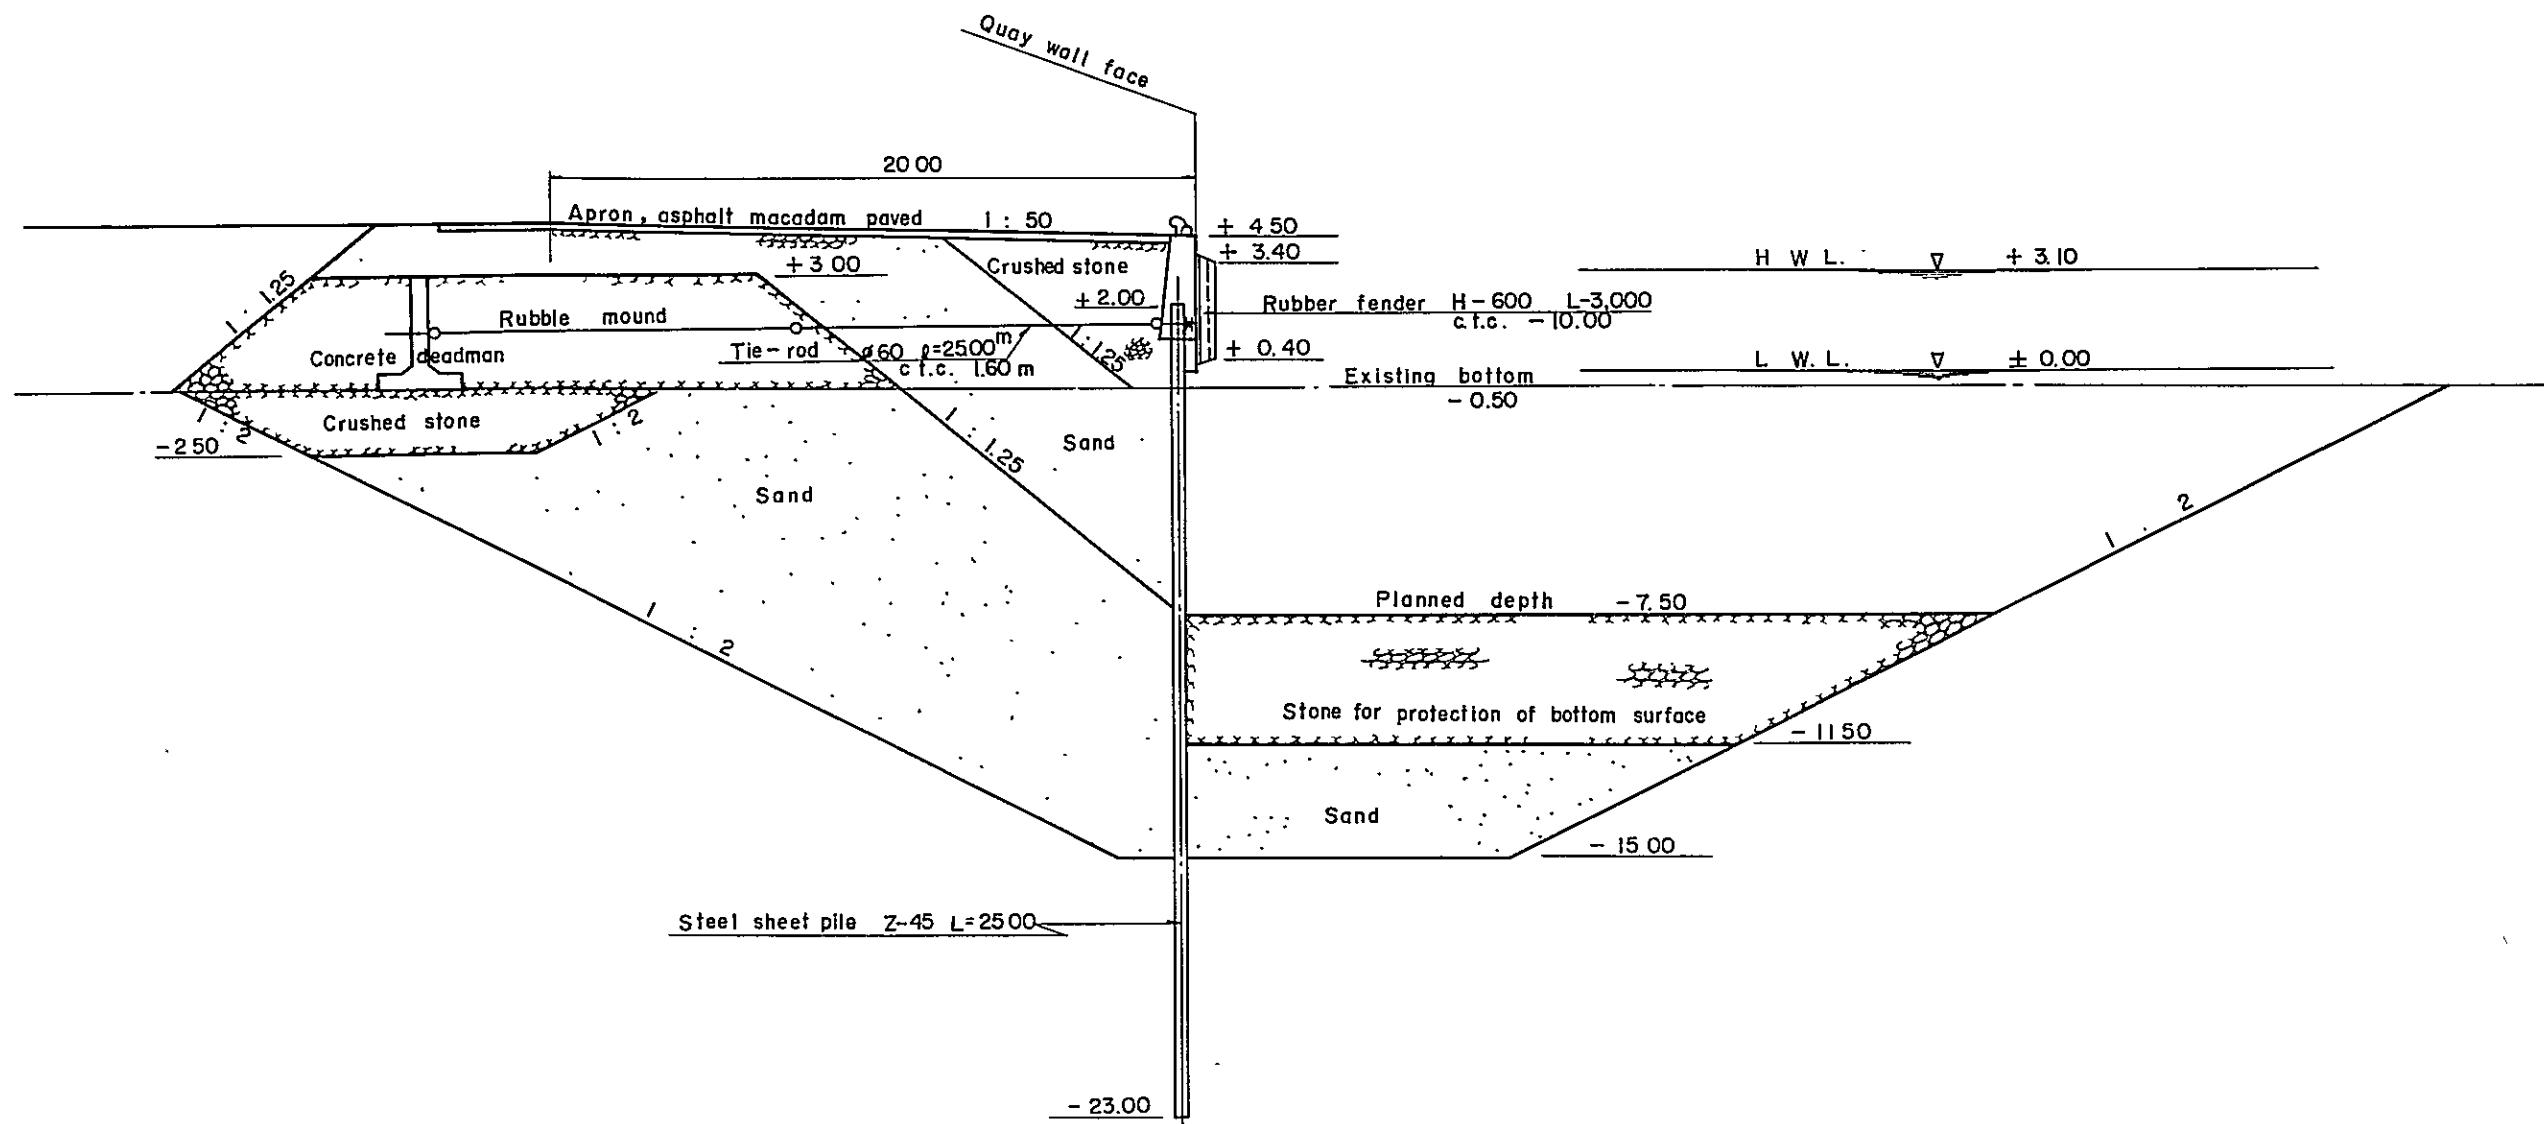 Quay wall face
20 00
Apron, asphalt macadam paved 1 : 50
+ 4 50
+ 3.40
H W L. ▽ + 3.10
+ 3 00
Crushed stone
1 : 1.25
+ 2.00
Rubber fender H-600 L-3,000
c.t.c. -10.00
Rubble mound
Concrete deadman
Tie-rod ø60 ℓ=2500m
c t.c. 1.60 m
1 : 1.25
+ 0.40
L W.L. ▽ ± 0.00
Existing bottom
- 0.50
Crushed stone
1 : 2
1 : 2
-2 50
1 : 1.25
Sand
Sand
1 : 2
Planned depth -7.50
1 : 2
Stone for protection of bottom surface
- 11 50
Sand
- 15 00
Steel sheet pile Z-45 L=25 00
- 23.00